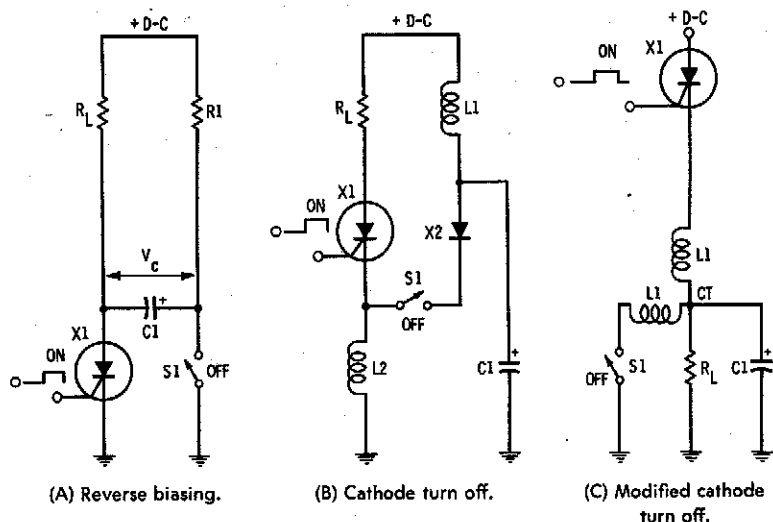 + D-C
R_L
R1
V_c
C1
+
X1
ON
S1
OFF
(A) Reverse biasing.
+ D-C
R_L
L1
X1
ON
X2
S1
OFF
L2
C1
+
(B) Cathode turn off.
+ D-C
X1
ON
L1
L1
CT
+
S1
OFF
R_L
C1
(C) Modified cathode
turn off.